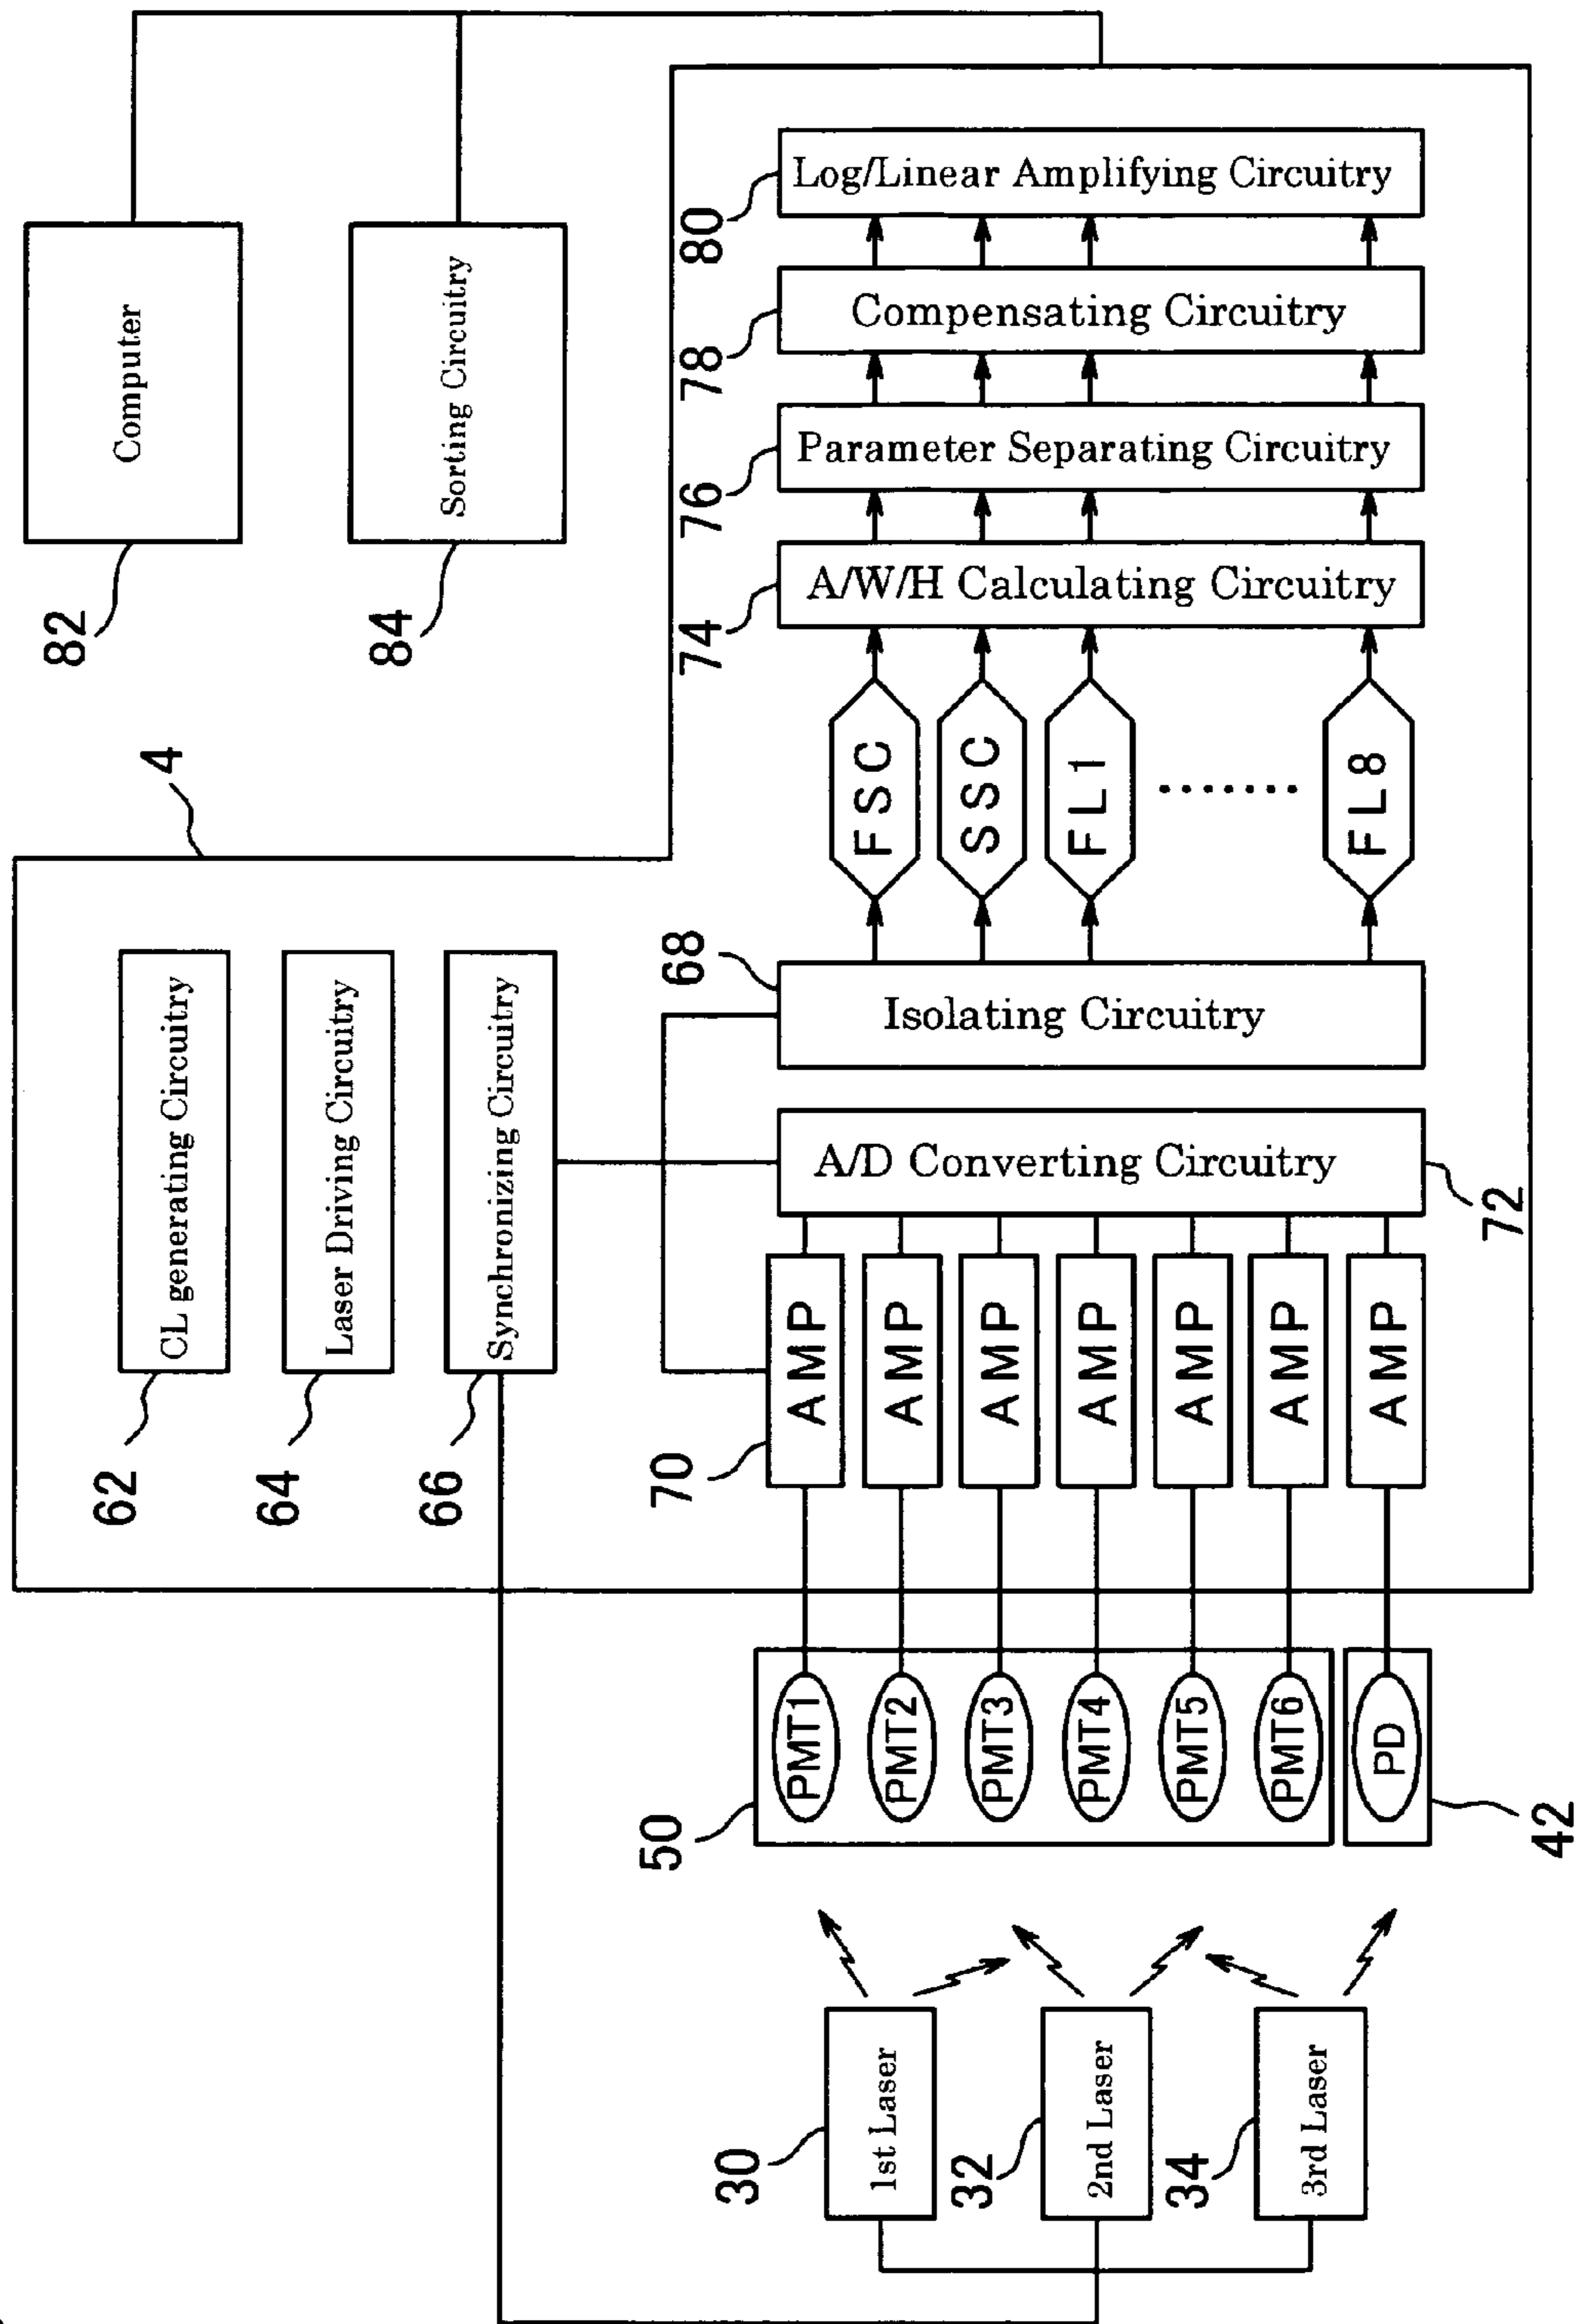 82
Computer
84
Sorting Circuitry
4
62
CL generating Circuitry
64
Laser Driving Circuitry
66
Synchronizing Circuitry
30
1st Laser
32
2nd Laser
34
3rd Laser
50
PMT1
PMT2
PMT3
PMT4
PMT5
PMT6
PD
42
70
AMP
AMP
AMP
AMP
AMP
AMP
AMP
A/D Converting Circuitry
72
68
Isolating Circuitry
FSC
SSC
FL1
.......
FL8
74
A/W/H Calculating Circuitry
76
Parameter Separating Circuitry
78
Compensating Circuitry
80
Log/Linear Amplifying Circuitry